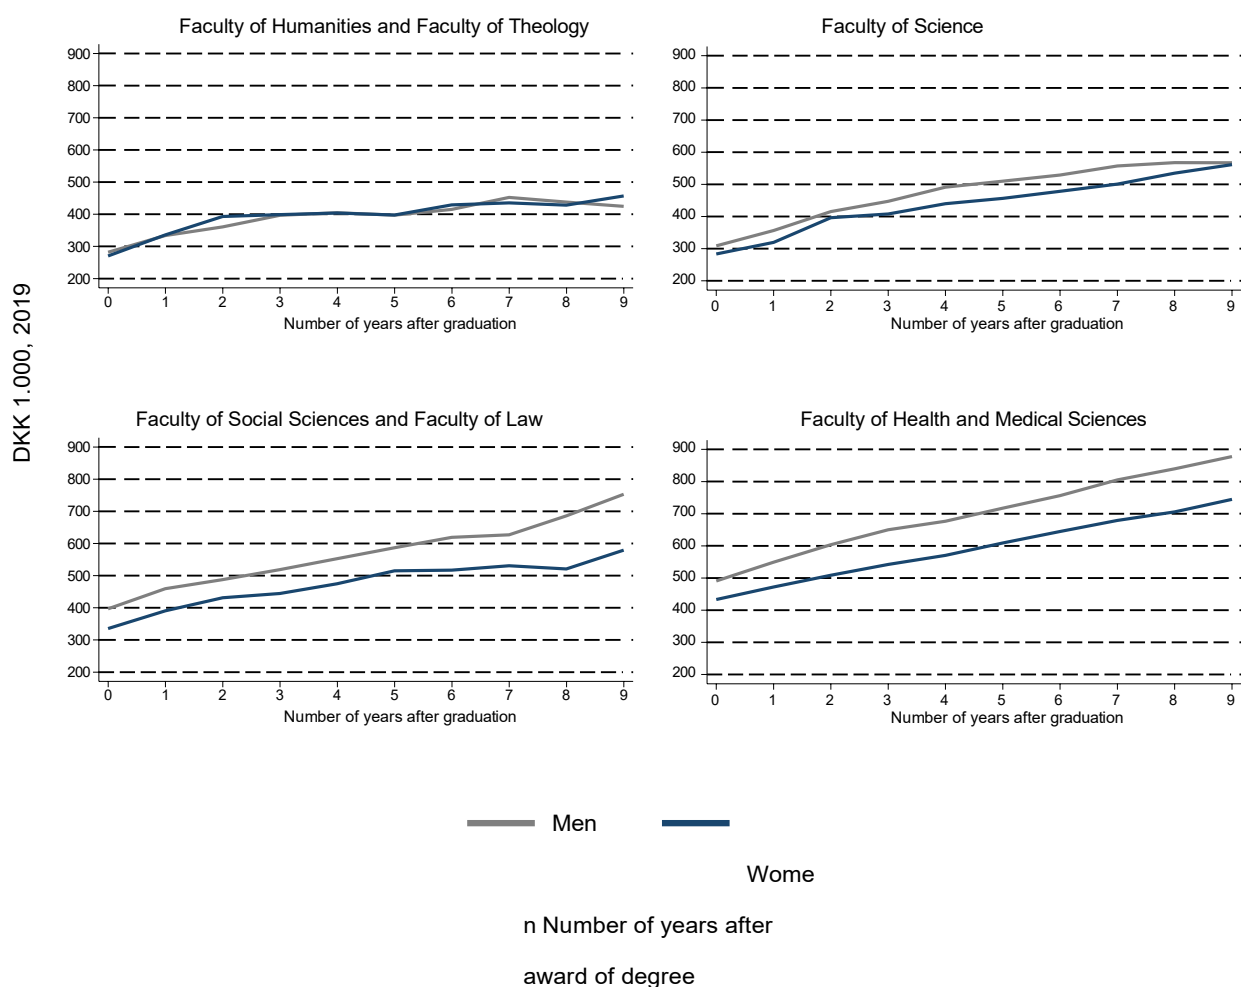 Faculty of Humanities and Faculty of Theology
900
800
700
600
500
400
300
200
0 1 2 3 4 5 6 7 8 9
Number of years after graduation
Faculty of Science
900
800
700
600
500
400
300
200
0 1 2 3 4 5 6 7 8 9
Number of years after graduation
DKK 1.000, 2019
Faculty of Social Sciences and Faculty of Law
900
800
700
600
500
400
300
200
0 1 2 3 4 5 6 7 8 9
Number of years after graduation
Faculty of Health and Medical Sciences
900
800
700
600
500
400
300
200
0 1 2 3 4 5 6 7 8 9
Number of years after graduation
Men
Wome
n Number of years after
award of degree